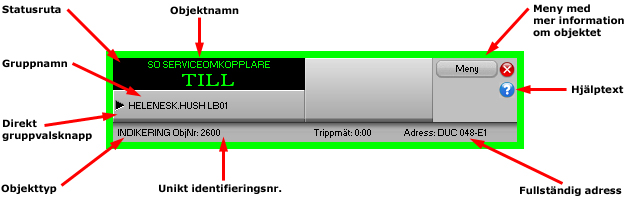 Statusruta
Objektnamn
Meny med
mer information
om objektet
Gruppnamn
SO SERVICEOMKOPPLARE
TILL
Meny
Hjälptext
HELENESK.HUSH LB01
Direkt
gruppvalsknapp
INDIKERING ObjNr: 2600
Trippmät: 0:00
Adress: DUC 048-E1
Objekttyp
Unikt identifieringsnr.
Fullständig adress